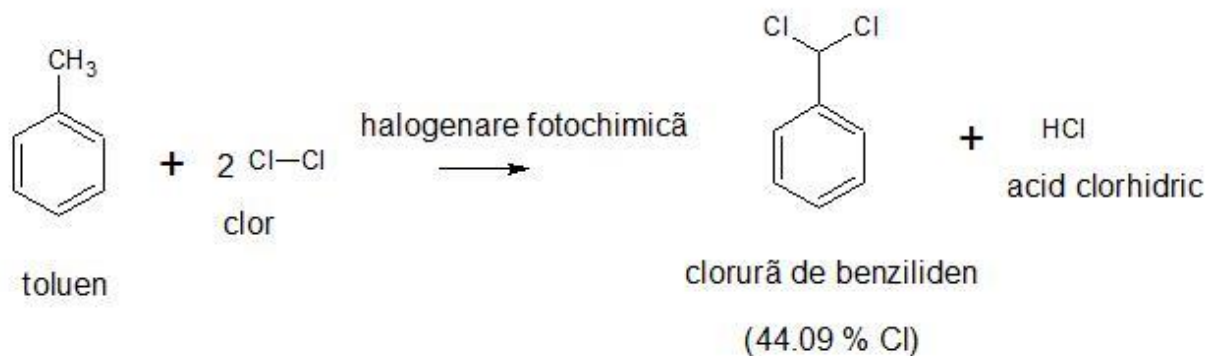 Cl Cl
CH3
halogenare fotochimicã
+ 2 Cl—Cl
+ HCl
clor
acid clorhidric
toluen
clorurã de benziliden
(44.09 % Cl)